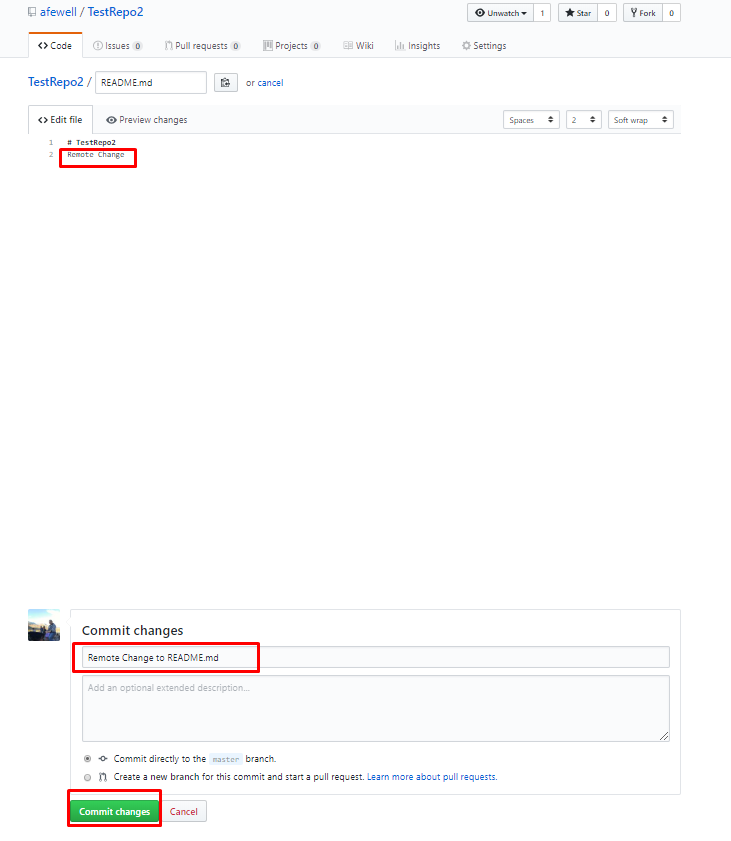 afewell / TestRepo2 Unwatch 1 Star 0 Fork 0
Code Issues 0 Pull requests 0 Projects 0 Wiki Insights Settings
TestRepo2 / README.md or cancel
Edit file Preview changes Spaces 2 Soft wrap
1 # TestRepo2
2 Remote Change
Commit changes
Remote Change to README.md
Add an optional extended description...
Commit directly to the master branch.
Create a new branch for this commit and start a pull request. Learn more about pull requests.
Commit changes Cancel